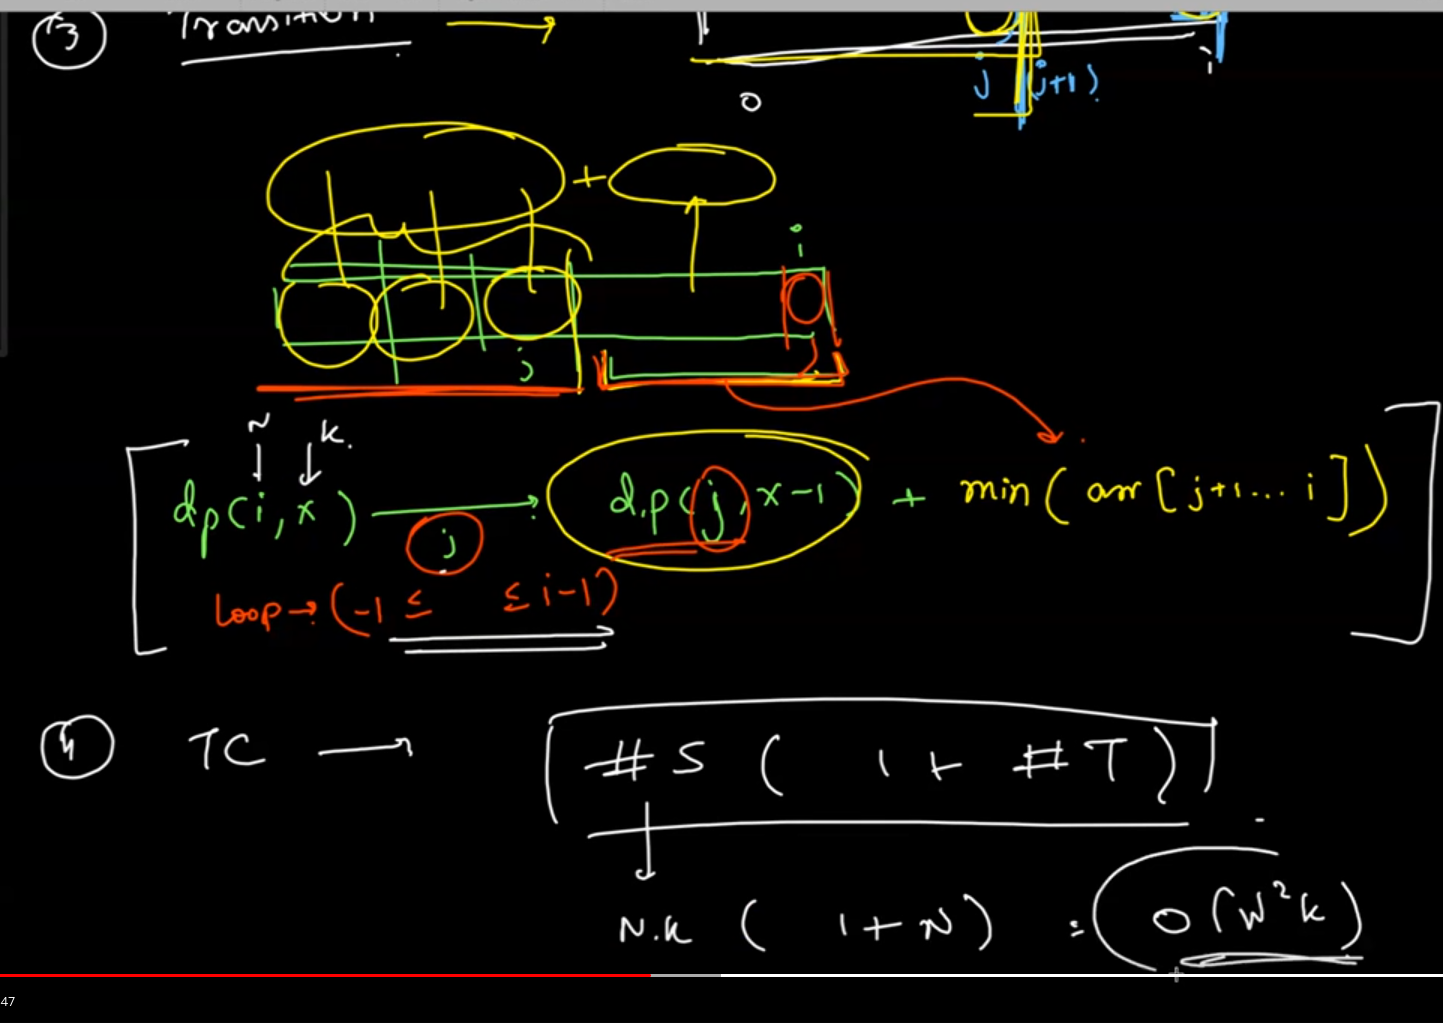 3 Transition →
j (j+1) i
0
+
i
j
N K.
dp(i, x) → dp(j, x-1) + min(arr[j+1... i])
j
Loop → (-1 ≤ ≤ i-1)
4 TC → #S ( 1 + #T )
N.K ( 1 + N ) = O(N²K)
47